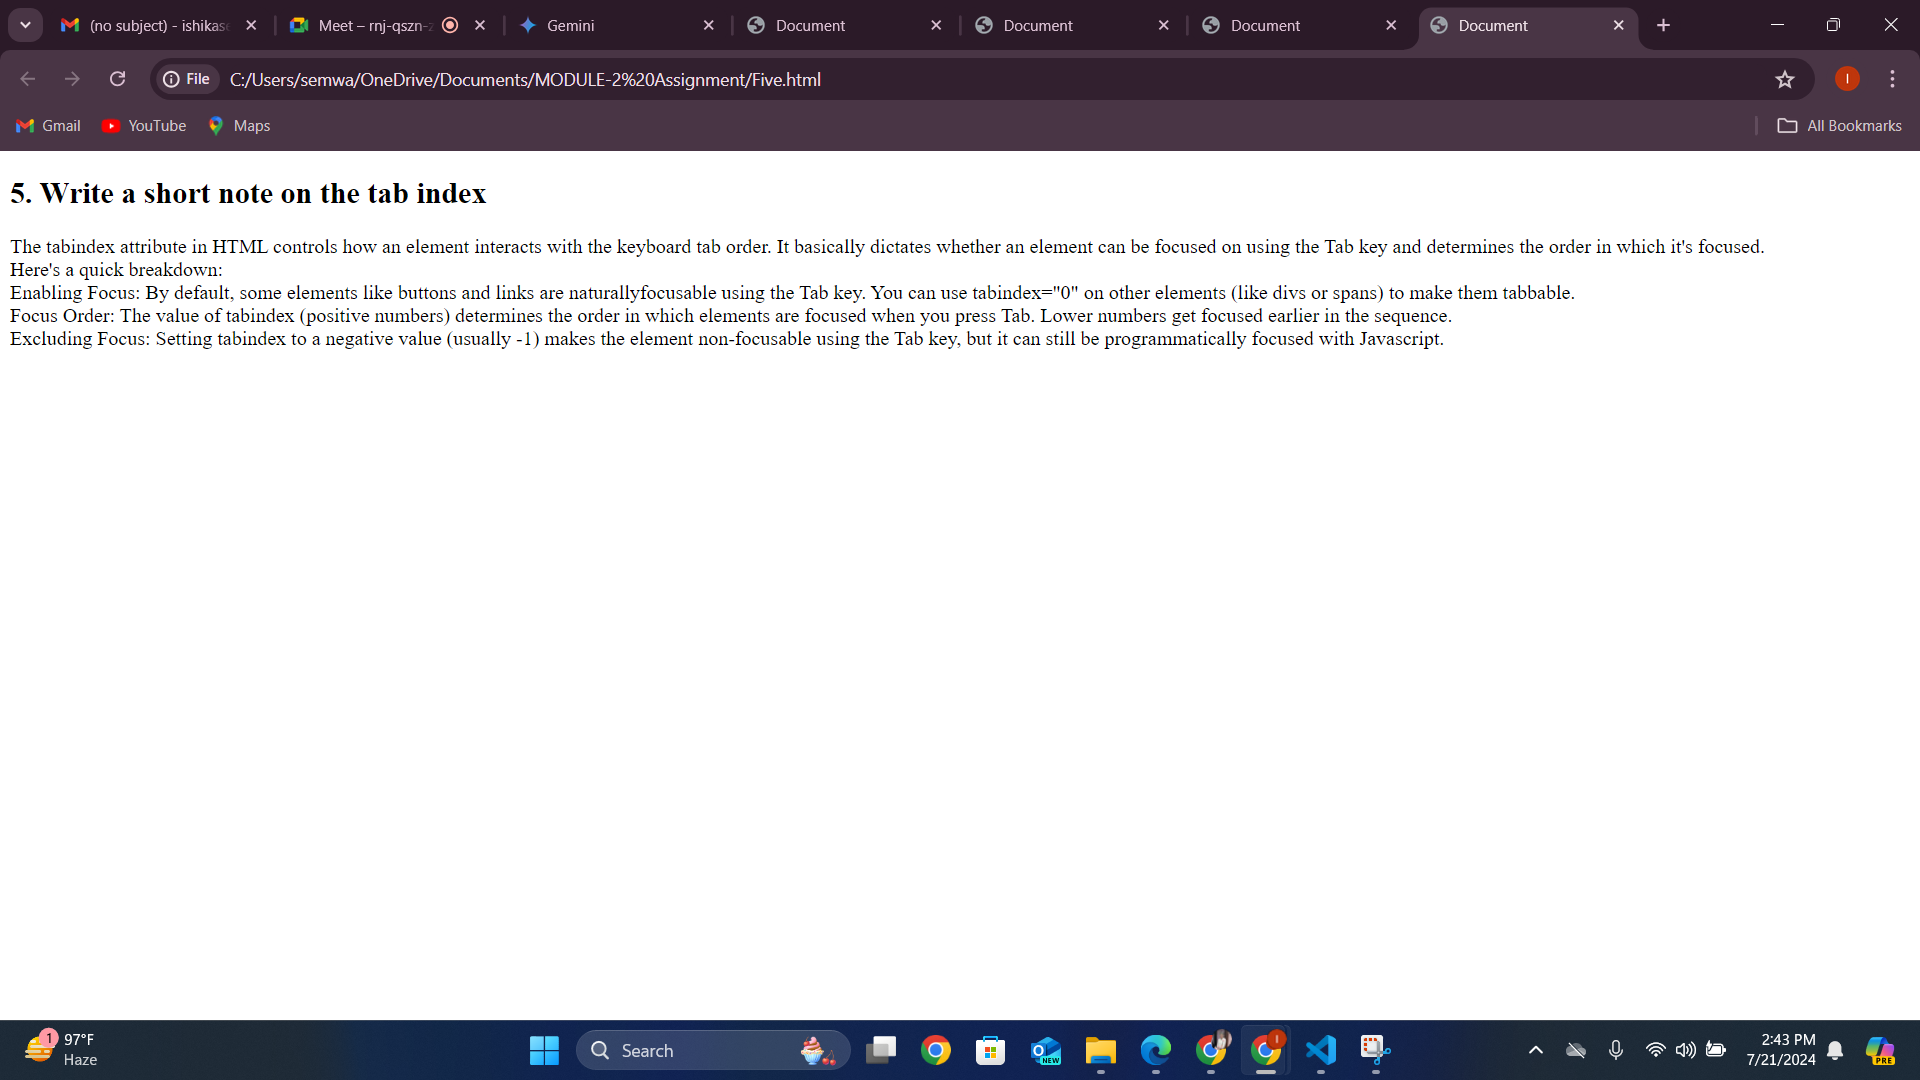 (no subject) - ishikase
Meet – rnj-qszn-z
Gemini
Document
Document
Document
Document
File
C:/Users/semwa/OneDrive/Documents/MODULE-2%20Assignment/Five.html
Gmail
YouTube
Maps
All Bookmarks
5. Write a short note on the tab index
The tabindex attribute in HTML controls how an element interacts with the keyboard tab order. It basically dictates whether an element can be focused on using the Tab key and determines the order in which it's focused.
Here's a quick breakdown:
Enabling Focus: By default, some elements like buttons and links are naturallyfocusable using the Tab key. You can use tabindex="0" on other elements (like divs or spans) to make them tabbable.
Focus Order: The value of tabindex (positive numbers) determines the order in which elements are focused when you press Tab. Lower numbers get focused earlier in the sequence.
Excluding Focus: Setting tabindex to a negative value (usually -1) makes the element non-focusable using the Tab key, but it can still be programmatically focused with Javascript.
1
97°F
Haze
Search
NEW
2:43 PM
7/21/2024
PRE